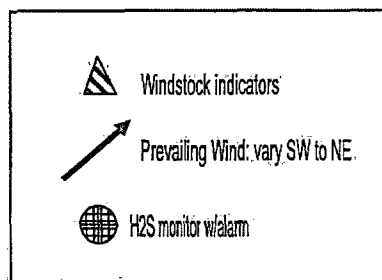 Windstock indicators
Prevailing Wind: vary SW to NE
H2S monitor w/alarm